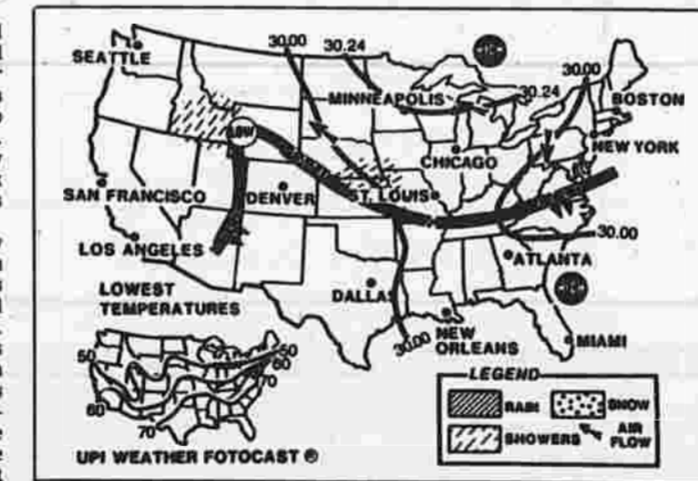 30.00
30.24
30.00
SEATTLE
MINNEAPOLIS
30.24
BOSTON
LOW
NEW YORK
CHICAGO
SAN FRANCISCO
DENVER
ST. LOUIS
LOS ANGELES
30.00
ATLANTA
LOWEST
TEMPERATURES
DALLAS
30.00
NEW
ORLEANS
MIAMI
50
50
60
70
60
70
LEGEND
RAIN
SNOW
SHOWERS
AIR
FLOW
UPI WEATHER FOTOCAST ®